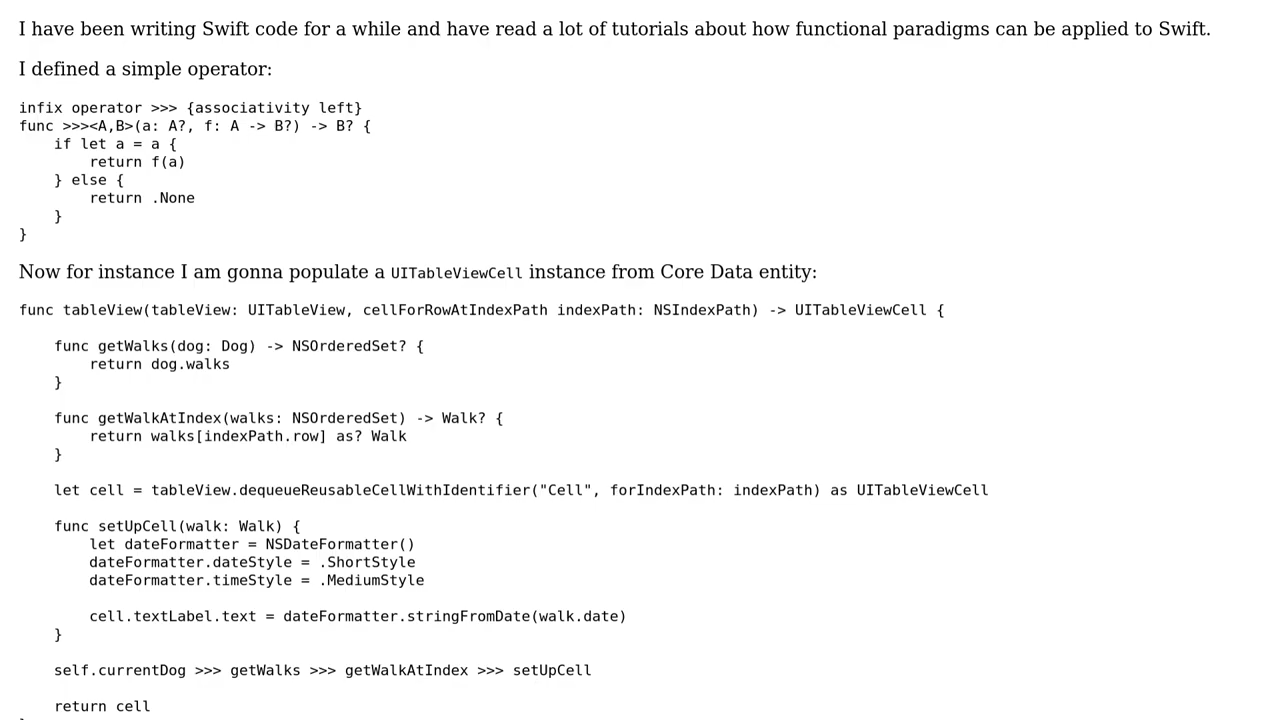 I have been writing Swift code for a while and have read a lot of tutorials about how functional paradigms can be applied to Swift.
I defined a simple operator:
infix operator >>> {associativity left}
func >>><A,B>(a: A?, f: A -> B?) -> B? {
    if let a = a {
        return f(a)
    } else {
        return .None
    }
}
Now for instance I am gonna populate a UITableViewCell instance from Core Data entity:
func tableView(tableView: UITableView, cellForRowAtIndexPath indexPath: NSIndexPath) -> UITableViewCell {
    func getWalks(dog: Dog) -> NSOrderedSet? {
        return dog.walks
    }
    func getWalkAtIndex(walks: NSOrderedSet) -> Walk? {
        return walks[indexPath.row] as? Walk
    }
    let cell = tableView.dequeueReusableCellWithIdentifier("Cell", forIndexPath: indexPath) as UITableViewCell
    func setUpCell(walk: Walk) {
        let dateFormatter = NSDateFormatter()
        dateFormatter.dateStyle = .ShortStyle
        dateFormatter.timeStyle = .MediumStyle
        cell.textLabel.text = dateFormatter.stringFromDate(walk.date)
    }
    self.currentDog >>> getWalks >>> getWalkAtIndex >>> setUpCell
    return cell